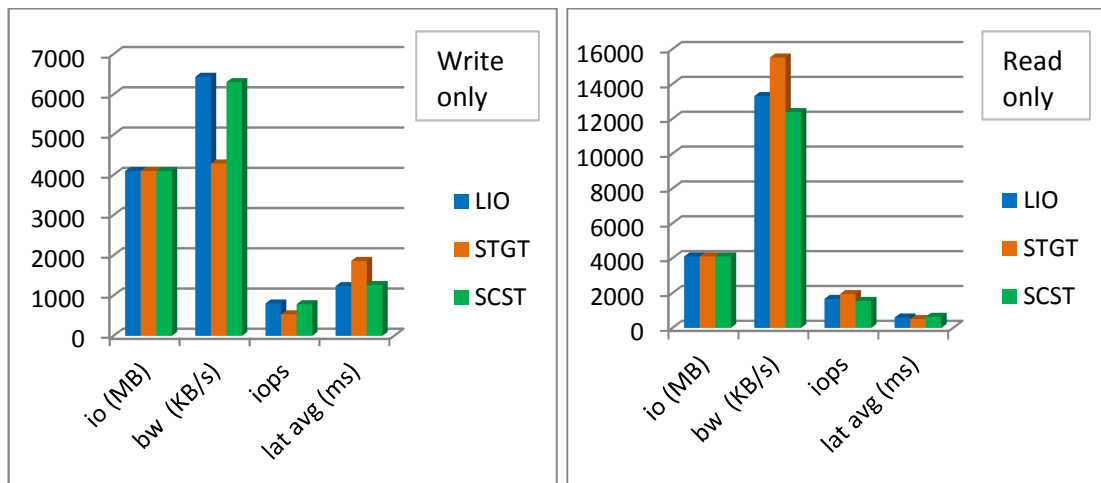 7000
6000
5000
4000
3000
2000
1000
0
io (MB)
bw (KB/s)
iops
lat avg (ms)
Write
only
LIO
STGT
SCST
16000
14000
12000
10000
8000
6000
4000
2000
0
io (MB)
bw (KB/s)
iops
lat avg (ms)
Read
only
LIO
STGT
SCST